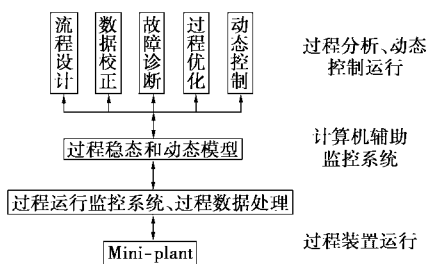 流程设计
数据校正
故障诊断
过程优化
动态控制
过程分析、动态
控制运行
过程稳态和动态模型
计算机辅助
监控系统
过程运行监控系统、过程数据处理
Mini-plant
过程装置运行